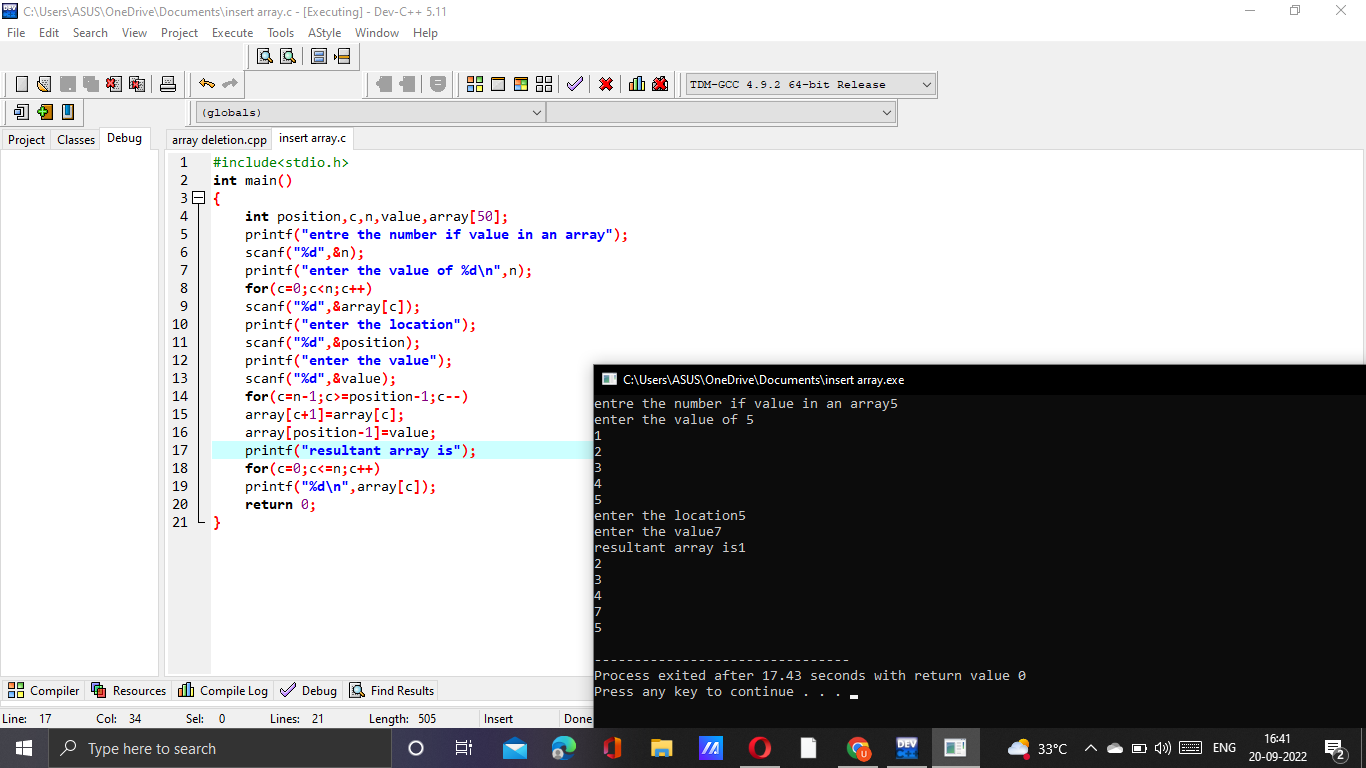 C:\Users\ASUS\OneDrive\Documents\insert array.c - [Executing] - Dev-C++ 5.11
File Edit Search View Project Execute Tools AStyle Window Help
TDM-GCC 4.9.2 64-bit Release
(globals)
Project Classes Debug
array deletion.cpp insert array.c
1 #include<stdio.h>
2 int main()
3 {
4 int position,c,n,value,array[50];
5 printf("entre the number if value in an array");
6 scanf("%d",&n);
7 printf("enter the value of %d\n",n);
8 for(c=0;c<n;c++)
9 scanf("%d",&array[c]);
10 printf("enter the location");
11 scanf("%d",&position);
12 printf("enter the value");
13 scanf("%d",&value);
14 for(c=n-1;c>=position-1;c--)
15 array[c+1]=array[c];
16 array[position-1]=value;
17 printf("resultant array is");
18 for(c=0;c<=n;c++)
19 printf("%d\n",array[c]);
20 return 0;
21 }
C:\Users\ASUS\OneDrive\Documents\insert array.exe
entre the number if value in an array5
enter the value of 5
1
2
3
4
5
enter the location5
enter the value7
resultant array is1
2
3
4
7
5
--------------------------------
Process exited after 17.43 seconds with return value 0
Press any key to continue . . .
Compiler Resources Compile Log Debug Find Results
Line: 17 Col: 34 Sel: 0 Lines: 21 Length: 505 Insert Done
Type here to search
DEV
33°C
ENG
16:41
20-09-2022
2